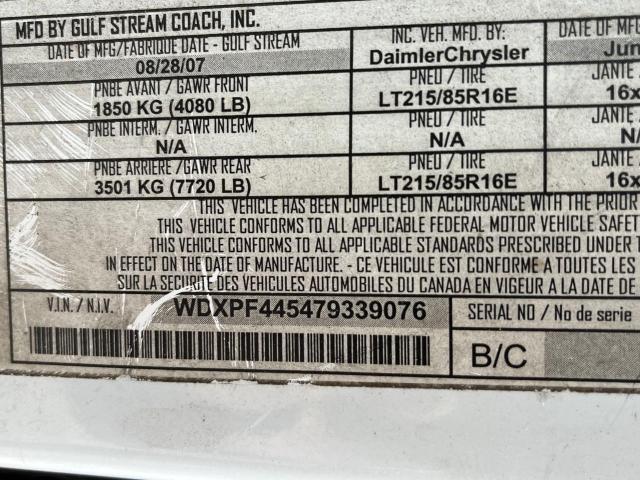 MFD BY GULF STREAM COACH, INC.
DATE OF MFG/FABRIQUE DATE - GULF STREAM
08/28/07
INC. VEH. MFD. BY:
DaimlerChrysler
DATE OF M
Jun
PNBE AVANT / GAWR FRONT
1850 KG (4080 LB)
PNEU / TIRE
LT215/85R16E
JANTE /
16x
PNBE INTERM. / GAWR INTERM.
N/A
PNEU / TIRE
N/A
JANTE /
N/
PNBE ARRIERE /GAWR REAR
3501 KG (7720 LB)
PNEU / TIRE
LT215/85R16E
JANTE
16x
THIS VEHICLE HAS BEEN COMPLETED IN ACCORDANCE WITH THE PRIOR
THIS VEHICLE CONFORMS TO ALL APPLICABLE FEDERAL MOTOR VEHICLE SAFET
THIS VEHICLE CONFORMS TO ALL APPLICABLE STANDARDS PRESCRIBED UNDER T
IN EFFECT ON THE DATE OF MANUFACTURE. - CE VEHICULE EST CONFORME A TOUTES LES
SUR LA SECURITE DES VEHICULES AUTOMOBILES DU CANADA EN VIGEUR A LA DATE DE
V.I.N. / N.I.V.
WDXPF445479339076
SERIAL NO / No de serie
B/C